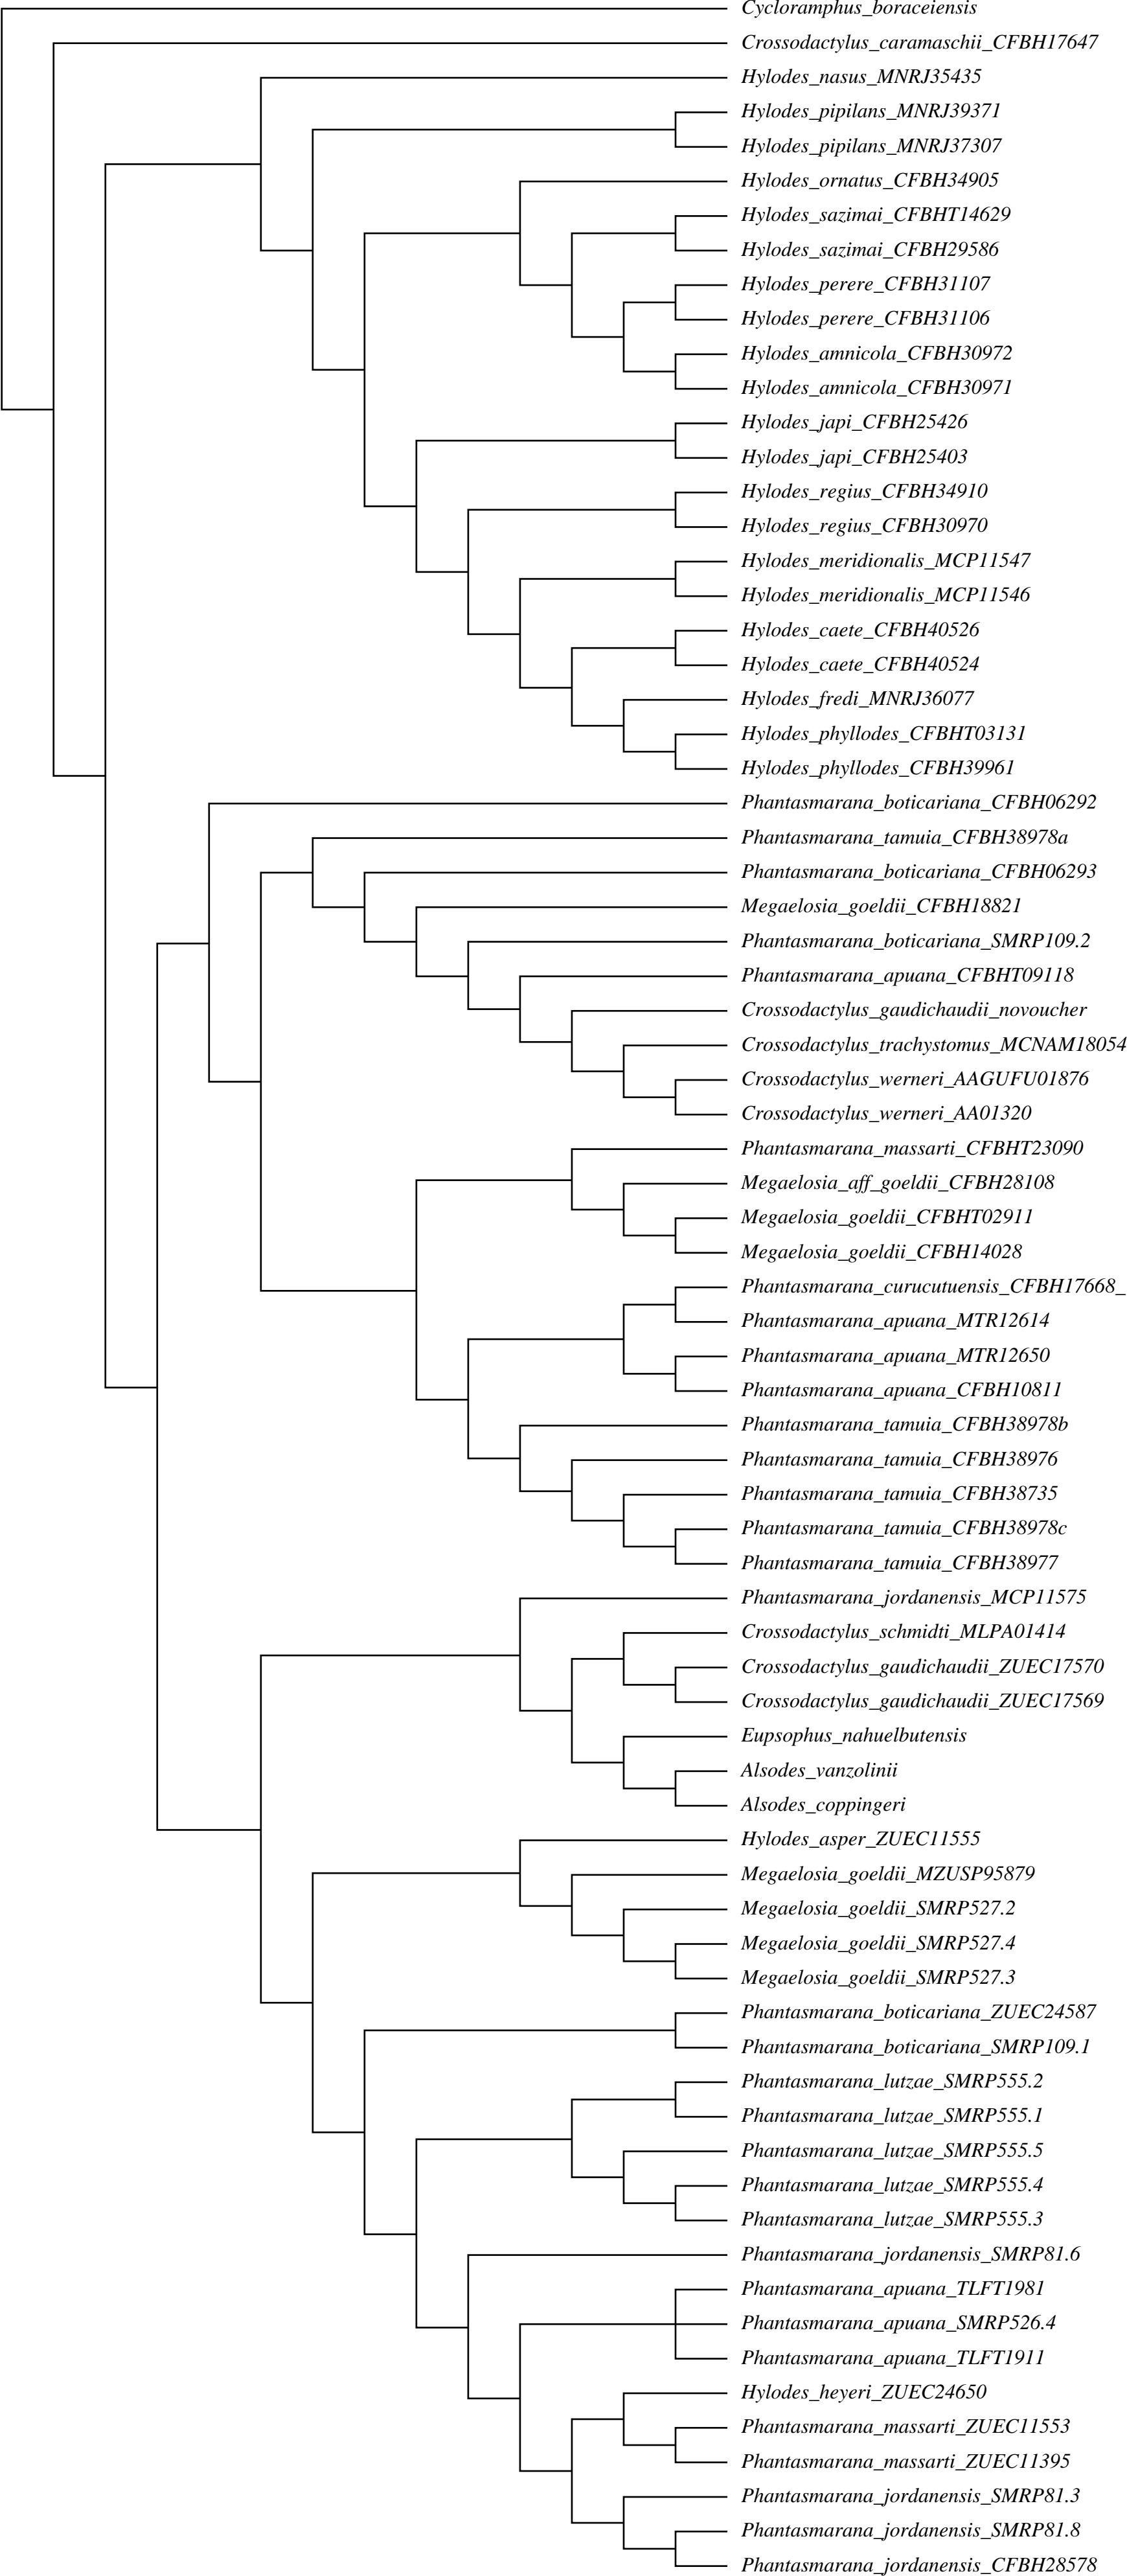 Cycloramphus_boraceiensis
Crossodactylus_caramaschii_CFBH17647
Hylodes_nasus_MNRJ35435
Hylodes_pipilans_MNRJ39371
Hylodes_pipilans_MNRJ37307
Hylodes_ornatus_CFBH34905
Hylodes_sazimai_CFBHT14629
Hylodes_sazimai_CFBH29586
Hylodes_perere_CFBH31107
Hylodes_perere_CFBH31106
Hylodes_amnicola_CFBH30972
Hylodes_amnicola_CFBH30971
Hylodes_japi_CFBH25426
Hylodes_japi_CFBH25403
Hylodes_regius_CFBH34910
Hylodes_regius_CFBH30970
Hylodes_meridionalis_MCP11547
Hylodes_meridionalis_MCP11546
Hylodes_caete_CFBH40526
Hylodes_caete_CFBH40524
Hylodes_fredi_MNRJ36077
Hylodes_phyllodes_CFBHT03131
Hylodes_phyllodes_CFBH39961
Phantasmarana_boticariana_CFBH06292
Phantasmarana_tamuia_CFBH38978a
Phantasmarana_boticariana_CFBH06293
Megaelosia_goeldii_CFBH18821
Phantasmarana_boticariana_SMRP109.2
Phantasmarana_apuana_CFBHT09118
Crossodactylus_gaudichaudii_novoucher
Crossodactylus_trachystomus_MCNAM18054
Crossodactylus_werneri_AAGUFU01876
Crossodactylus_werneri_AA01320
Phantasmarana_massarti_CFBHT23090
Megaelosia_aff_goeldii_CFBH28108
Megaelosia_goeldii_CFBHT02911
Megaelosia_goeldii_CFBH14028
Phantasmarana_curucutuensis_CFBH17668_
Phantasmarana_apuana_MTR12614
Phantasmarana_apuana_MTR12650
Phantasmarana_apuana_CFBH10811
Phantasmarana_tamuia_CFBH38978b
Phantasmarana_tamuia_CFBH38976
Phantasmarana_tamuia_CFBH38735
Phantasmarana_tamuia_CFBH38978c
Phantasmarana_tamuia_CFBH38977
Phantasmarana_jordanensis_MCP11575
Crossodactylus_schmidti_MLPA01414
Crossodactylus_gaudichaudii_ZUEC17570
Crossodactylus_gaudichaudii_ZUEC17569
Eupsophus_nahuelbutensis
Alsodes_vanzolinii
Alsodes_coppingeri
Hylodes_asper_ZUEC11555
Megaelosia_goeldii_MZUSP95879
Megaelosia_goeldii_SMRP527.2
Megaelosia_goeldii_SMRP527.4
Megaelosia_goeldii_SMRP527.3
Phantasmarana_boticariana_ZUEC24587
Phantasmarana_boticariana_SMRP109.1
Phantasmarana_lutzae_SMRP555.2
Phantasmarana_lutzae_SMRP555.1
Phantasmarana_lutzae_SMRP555.5
Phantasmarana_lutzae_SMRP555.4
Phantasmarana_lutzae_SMRP555.3
Phantasmarana_jordanensis_SMRP81.6
Phantasmarana_apuana_TLFT1981
Phantasmarana_apuana_SMRP526.4
Phantasmarana_apuana_TLFT1911
Hylodes_heyeri_ZUEC24650
Phantasmarana_massarti_ZUEC11553
Phantasmarana_massarti_ZUEC11395
Phantasmarana_jordanensis_SMRP81.3
Phantasmarana_jordanensis_SMRP81.8
Phantasmarana_jordanensis_CFBH28578